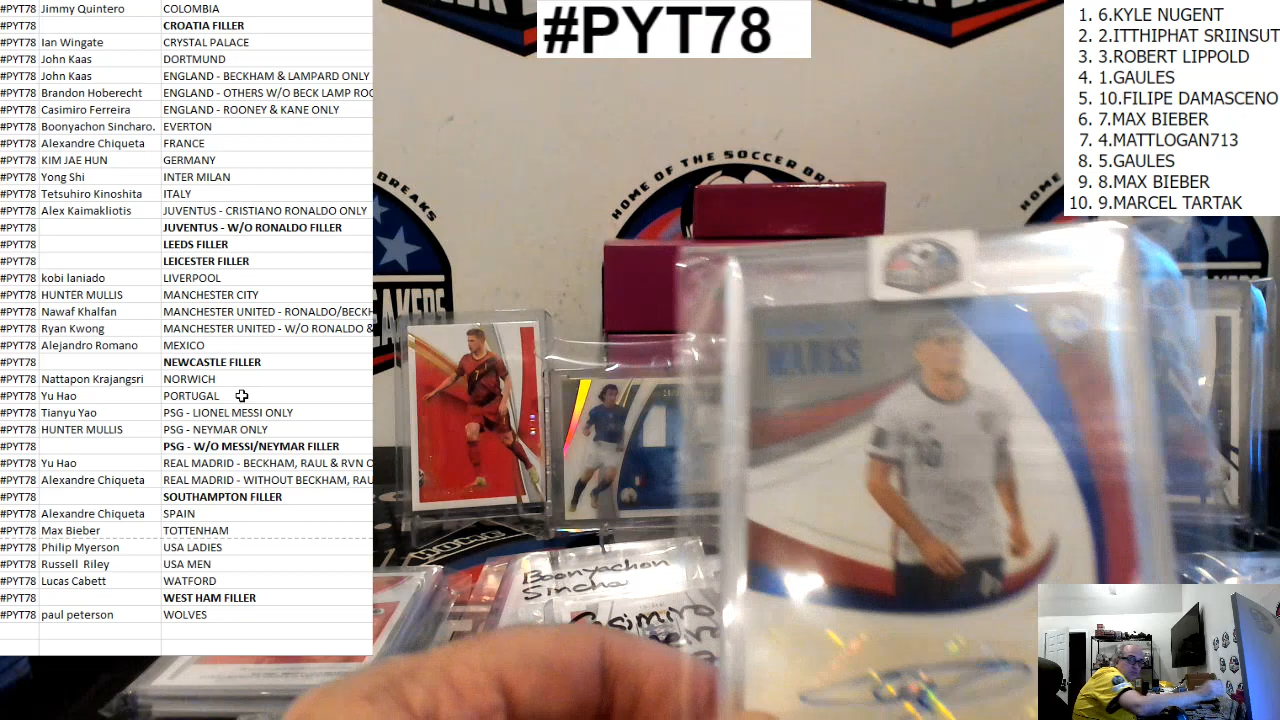 #PYT78 Jimmy Quintero COLOMBIA
#PYT78 CROATIA FILLER
#PYT78 Ian Wingate CRYSTAL PALACE
#PYT78 John Kaas DORTMUND
#PYT78 John Kaas ENGLAND - BECKHAM & LAMPARD ONLY
#PYT78 Brandon Hoberecht ENGLAND - OTHERS W/O BECK LAMP ROO
#PYT78 Casimiro Ferreira ENGLAND - ROONEY & KANE ONLY
#PYT78 Boonyachon Sincharo. EVERTON
#PYT78 Alexandre Chiqueta FRANCE
#PYT78 KIM JAE HUN GERMANY
#PYT78 Yong Shi INTER MILAN
#PYT78 Tetsuhiro Kinoshita ITALY
#PYT78 Alex Kaimakliotis JUVENTUS - CRISTIANO RONALDO ONLY
#PYT78 JUVENTUS - W/O RONALDO FILLER
#PYT78 LEEDS FILLER
#PYT78 LEICESTER FILLER
#PYT78 kobi laniado LIVERPOOL
#PYT78 HUNTER MULLIS MANCHESTER CITY
#PYT78 Nawaf Khalfan MANCHESTER UNITED - RONALDO/BECKH
#PYT78 Ryan Kwong MANCHESTER UNITED - W/O RONALDO &
#PYT78 Alejandro Romano MEXICO
#PYT78 NEWCASTLE FILLER
#PYT78 Nattapon Krajangsri NORWICH
#PYT78 Yu Hao PORTUGAL
#PYT78 Tianyu Yao PSG - LIONEL MESSI ONLY
#PYT78 HUNTER MULLIS PSG - NEYMAR ONLY
#PYT78 PSG - W/O MESSI/NEYMAR FILLER
#PYT78 Yu Hao REAL MADRID - BECKHAM, RAUL & RVN O
#PYT78 Alexandre Chiqueta REAL MADRID - WITHOUT BECKHAM, RAU
#PYT78 SOUTHAMPTON FILLER
#PYT78 Alexandre Chiqueta SPAIN
#PYT78 Max Bieber TOTTENHAM
#PYT78 Philip Myerson USA LADIES
#PYT78 Russell Riley USA MEN
#PYT78 Lucas Cabett WATFORD
#PYT78 WEST HAM FILLER
#PYT78 paul peterson WOLVES
#PYT78
1. 6.KYLE NUGENT
2. 2.ITTHIPHAT SRIINSUT
3. 3.ROBERT LIPPOLD
4. 1.GAULES
5. 10.FILIPE DAMASCENO
6. 7.MAX BIEBER
7. 4.MATTLOGAN713
8. 5.GAULES
9. 8.MAX BIEBER
10. 9.MARCEL TARTAK
HOME OF THE SOCCER BR
BREAKS
HOME OF
Boonyachon
Sincha
MARKS